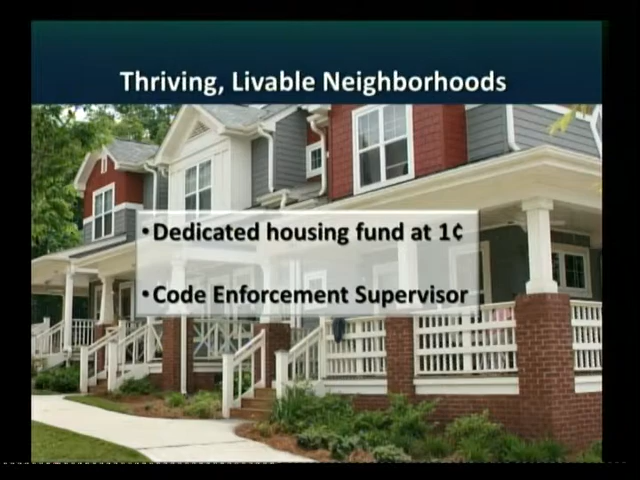 Thriving, Livable Neighborhoods
•Dedicated housing fund at 1¢
•Code Enforcement Supervisor